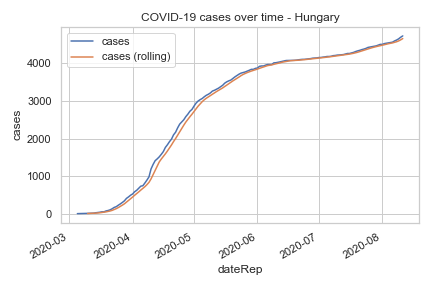 COVID-19 cases over time - Hungary
cases
cases (rolling)
4000
3000
2000
1000
0
cases
2020-03
2020-04
2020-05
2020-06
2020-07
2020-08
dateRep